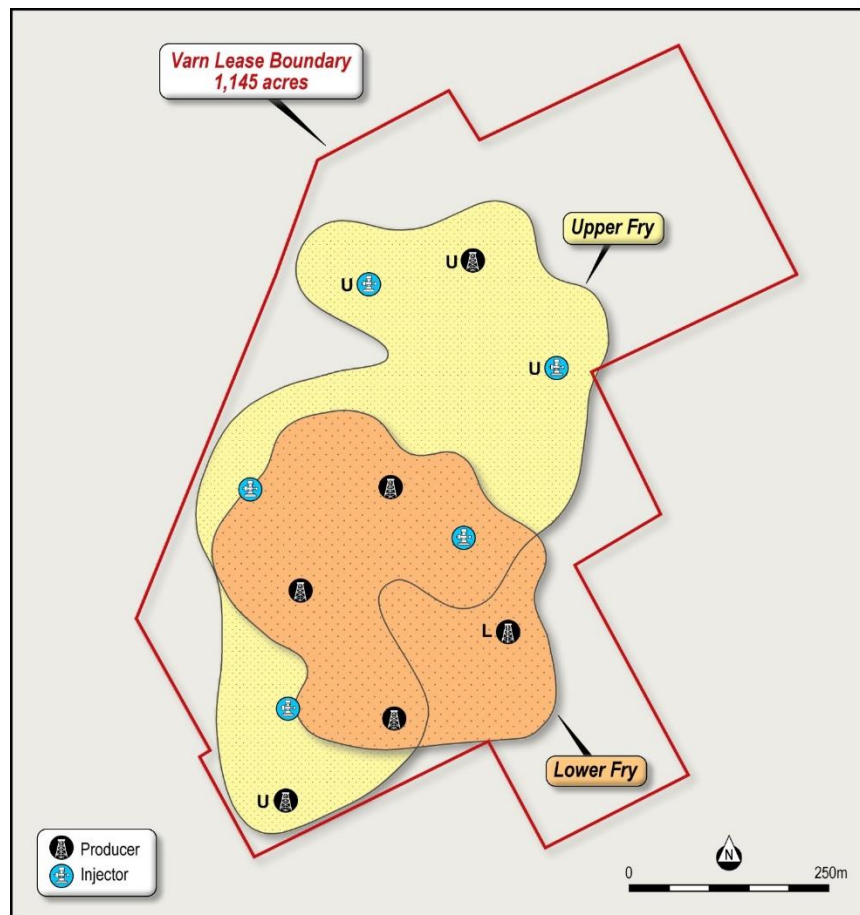 Varn Lease Boundary
1,145 acres
Upper Fry
U
U
U
L
Lower Fry
U
Producer
Injector
N
0
250m